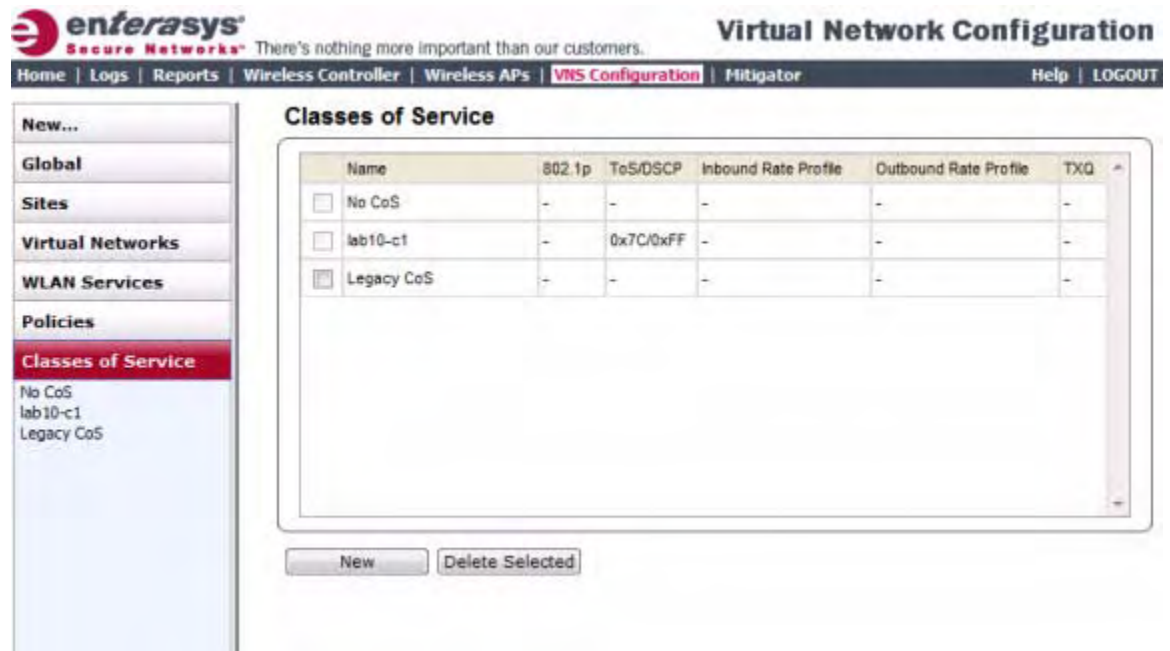 enterasys
Secure Networks™ There's nothing more important than our customers.
Virtual Network Configuration
Home | Logs | Reports | Wireless Controller | Wireless APs | VNS Configuration | Mitigator Help | LOGOUT
New...
Global
Sites
Virtual Networks
WLAN Services
Policies
Classes of Service
No CoS
lab10-c1
Legacy CoS
Classes of Service
Name 802.1p ToS/DSCP Inbound Rate Profile Outbound Rate Profile TXQ
No CoS - - - - -
lab10-c1 - 0x7C/0xFF - - -
Legacy CoS - - - - -
New Delete Selected